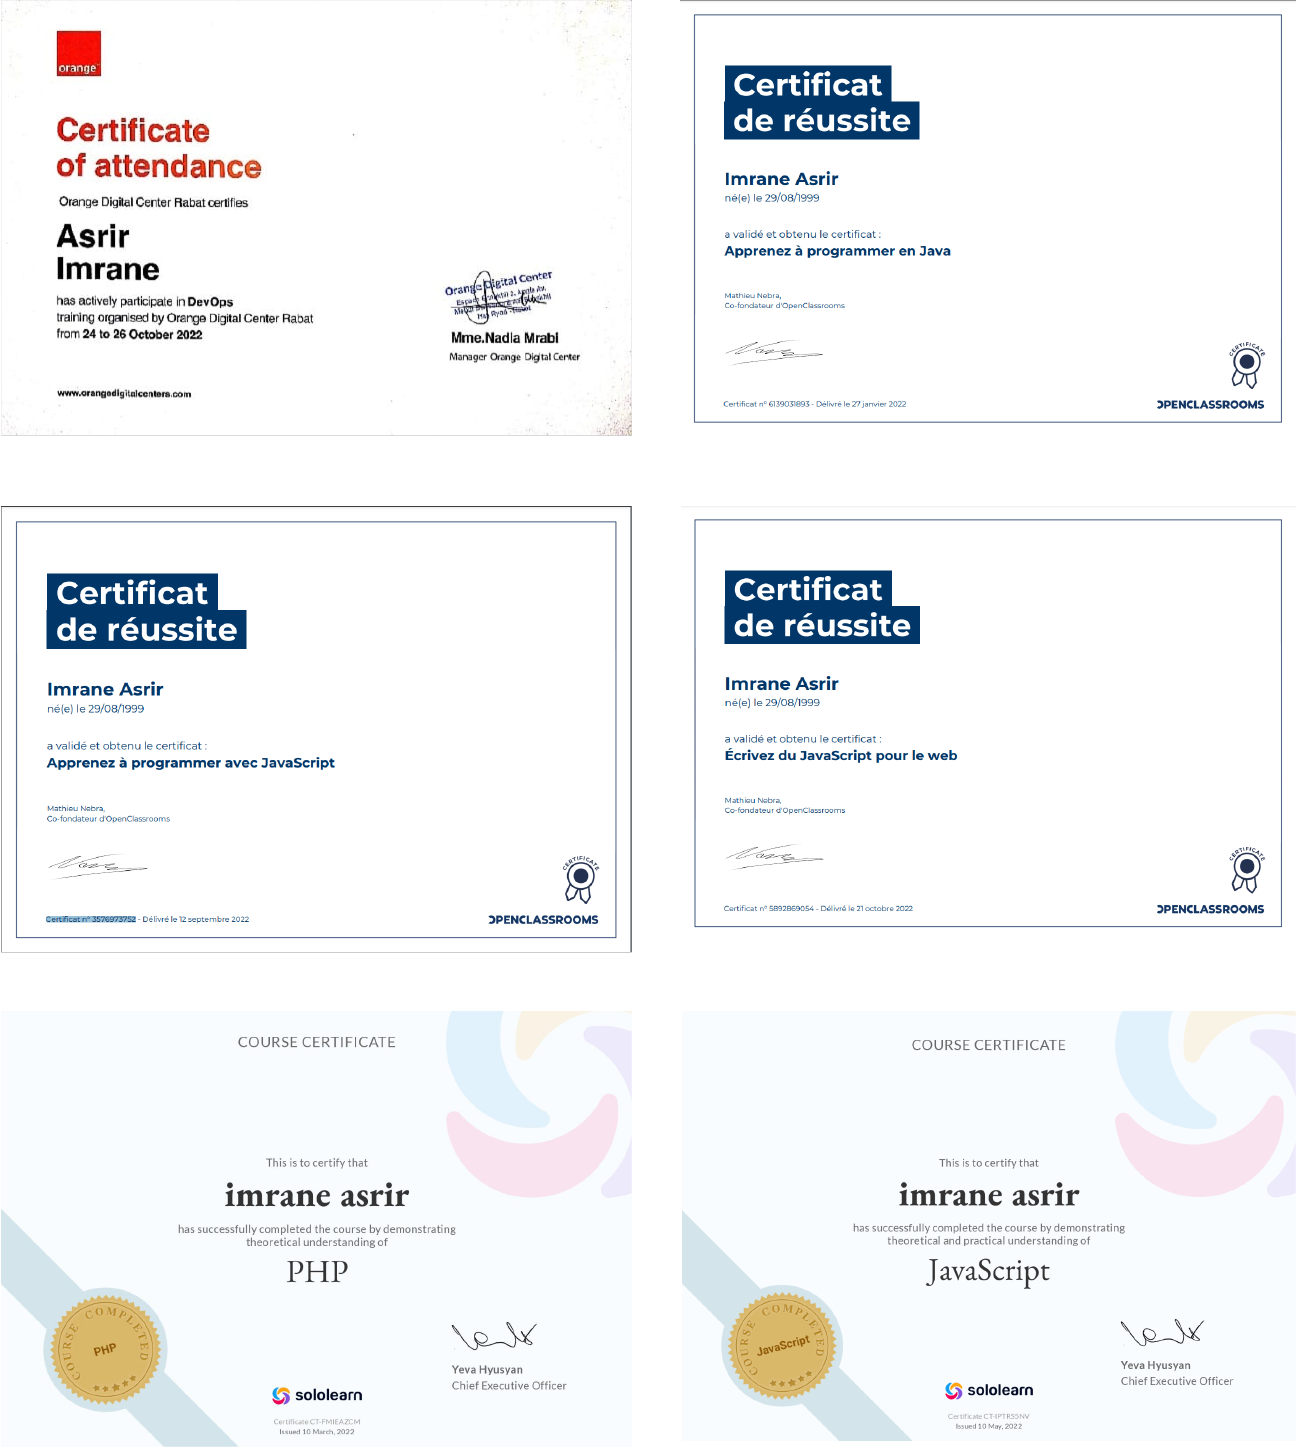 orange
Certificate
of attendance
Orange Digital Center Rabat certifies
Asrir
Imrane
has actively participate in DevOps
training organised by Orange Digital Center Rabat
from 24 to 26 October 2022
Orange Digital Center
Mme.Nadia Mrabi
Manager Orange Digital Center
www.orangedigitalcenters.com
Certificat
de réussite
Imrane Asrir
né(e) le 29/08/1999
a validé et obtenu le certificat :
Apprenez à programmer en Java
Mathieu Nebra,
Co-fondateur d'OpenClassrooms
CERTIFICATE
Certificat n° 6139031893 - Délivré le 27 janvier 2022
OPENCLASSROOMS
Certificat
de réussite
Imrane Asrir
né(e) le 29/08/1999
a validé et obtenu le certificat :
Apprenez à programmer avec JavaScript
Mathieu Nebra,
Co-fondateur d'OpenClassrooms
CERTIFICATE
Certificat n° 3576973752 - Délivré le 12 septembre 2022
OPENCLASSROOMS
Certificat
de réussite
Imrane Asrir
né(e) le 29/08/1999
a validé et obtenu le certificat :
Écrivez du JavaScript pour le web
Mathieu Nebra,
Co-fondateur d'OpenClassrooms
CERTIFICATE
Certificat n° 5892869054 - Délivré le 21 octobre 2022
OPENCLASSROOMS
COURSE CERTIFICATE
This is to certify that
imrane asrir
has successfully completed the course by demonstrating
theoretical understanding of
PHP
COURSE COMPLETED
PHP
Yeva Hyusyan
Chief Executive Officer
sololearn
Certificate CT-FMIEAZCM
Issued 10 March, 2022
COURSE CERTIFICATE
This is to certify that
imrane asrir
has successfully completed the course by demonstrating
theoretical and practical understanding of
JavaScript
COURSE COMPLETED
JavaScript
Yeva Hyusyan
Chief Executive Officer
sololearn
Certificate CT-IPTR55NV
Issued 10 May, 2022